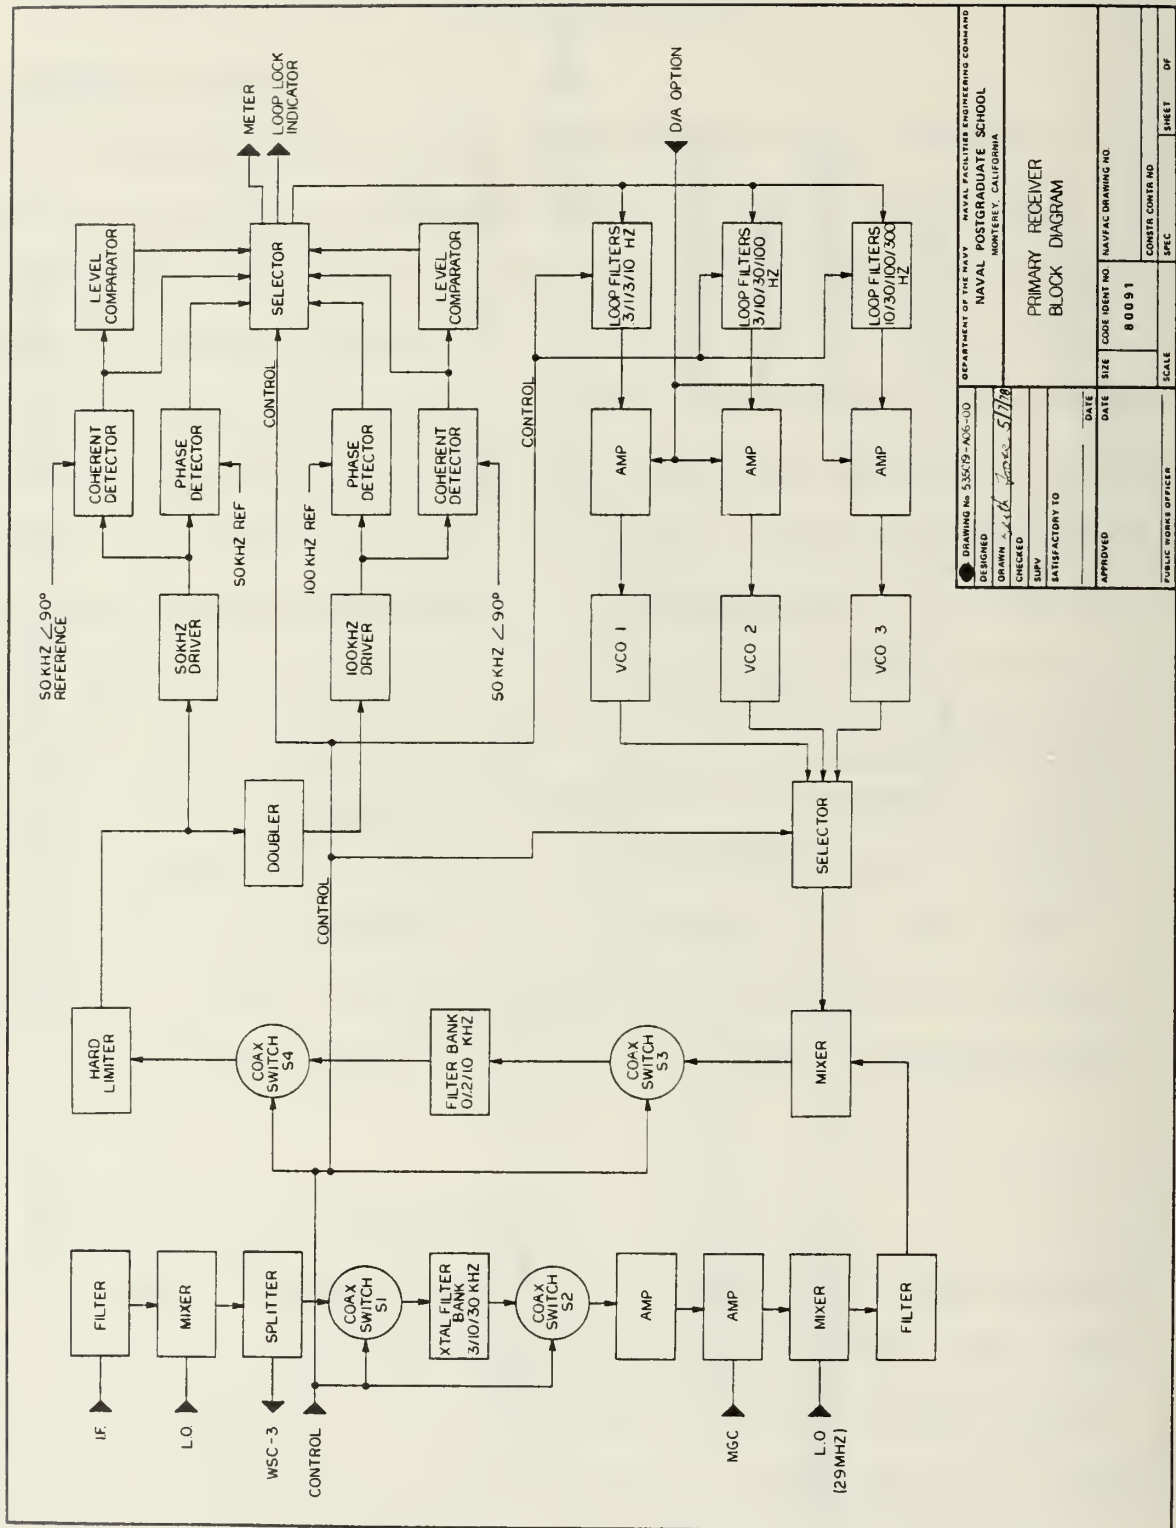 I.F.
FILTER
L.O.
MIXER
WSC-3
SPLITTER
CONTROL
COAX
SWITCH
S1
XTAL FILTER
BANK
3/10/30 KHZ
COAX
SWITCH
S2
AMP
MGC
AMP
L.O
(29MHZ)
MIXER
FILTER
HARD
LIMITER
COAX
SWITCH
S4
FILTER BANK
0/.2/10 KHZ
COAX
SWITCH
S3
MIXER
CONTROL
DOUBLER
SELECTOR
50 KHZ ∠90°
REFERENCE
50KHZ
DRIVER
COHERENT
DETECTOR
PHASE
DETECTOR
50KHZ REF
LEVEL
COMPARATOR
100KHZ
DRIVER
100 KHZ REF
PHASE
DETECTOR
COHERENT
DETECTOR
50 KHZ ∠90°
CONTROL
SELECTOR
LEVEL
COMPARATOR
METER
LOOP LOCK
INDICATOR
CONTROL
VCO 1
VCO 2
VCO 3
AMP
AMP
AMP
LOOP FILTERS
.3/1/3/10 HZ
LOOP FILTERS
3/10/30/100
HZ
LOOP FILTERS
10/30/100/300
HZ
D/A OPTION
DRAWING No
-A06-00
DESIGNED
DRAWN 5/7/78
CHECKED
SUPV
SATISFACTORY TO
DATE
APPROVED DATE
PUBLIC WORKS OFFICER
DEPARTMENT OF THE NAVY NAVAL FACILITIES ENGINEERING COMMAND
NAVAL POSTGRADUATE SCHOOL
MONTEREY, CALIFORNIA
PRIMARY RECEIVER
BLOCK DIAGRAM
SIZE CODE IDENT NO. NAVFAC DRAWING NO.
80091
CONSTR CONTR NO
SCALE SPEC SHEET OF